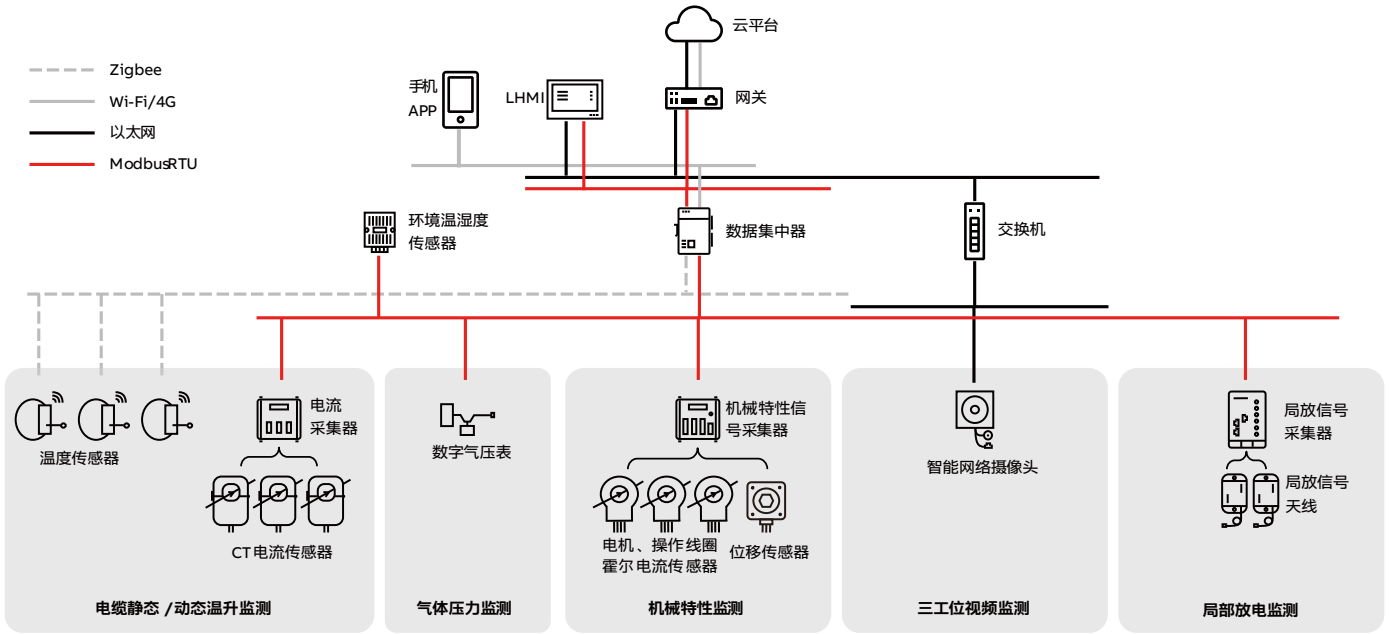 云平台
Zigbee
Wi-Fi/4G
以太网
ModbusRTU
手机
APP
LHMI
网关
环境温湿度
传感器
数据集中器
交换机
温度传感器
电流
采集器
CT电流传感器
电缆静态 /动态温升监测
数字气压表
气体压力监测
机械特性信
号采集器
电机、操作线圈
霍尔电流传感器
位移传感器
机械特性监测
智能网络摄像头
三工位视频监测
局放信号
采集器
局放信号
天线
局部放电监测